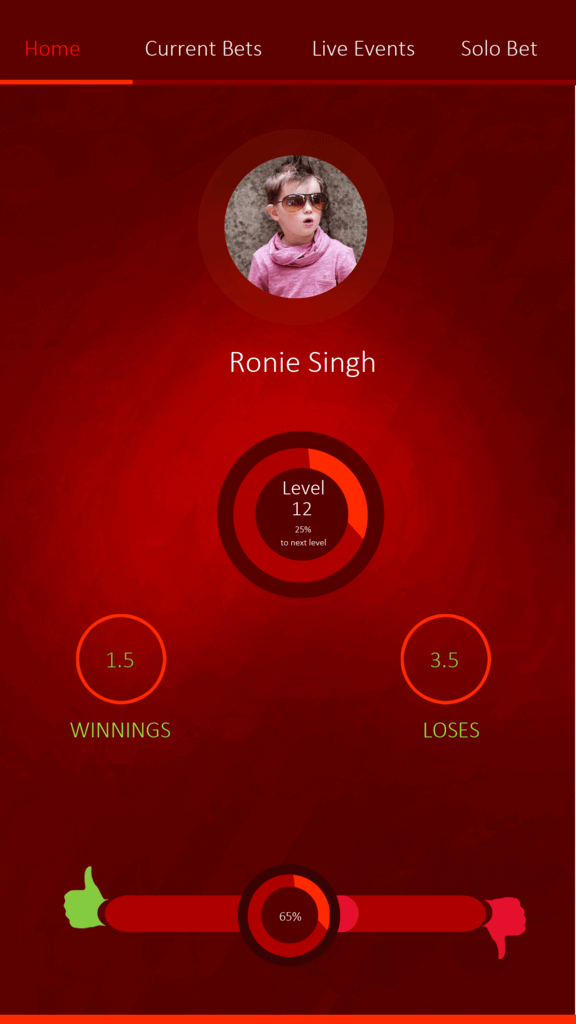 Home Current Bets Live Events Solo Bet
Ronie Singh
Level
12
25%
to next level
1.5 3.5
WINNINGS LOSES
65%